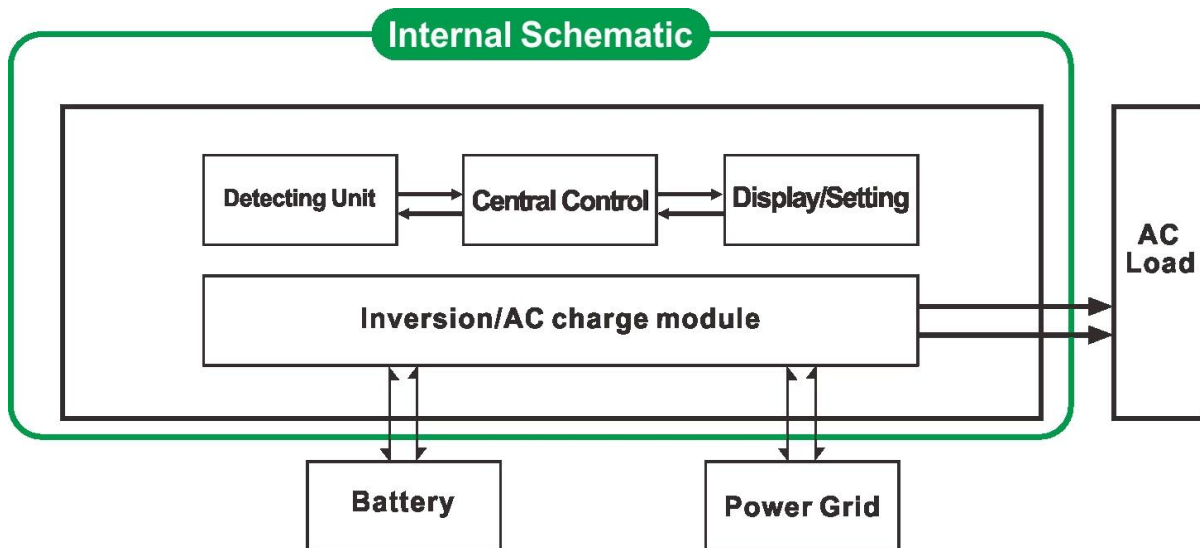 Internal Schematic
Detecting Unit
Central Control
Display/Setting
AC
Load
Inversion/AC charge module
Battery
Power Grid